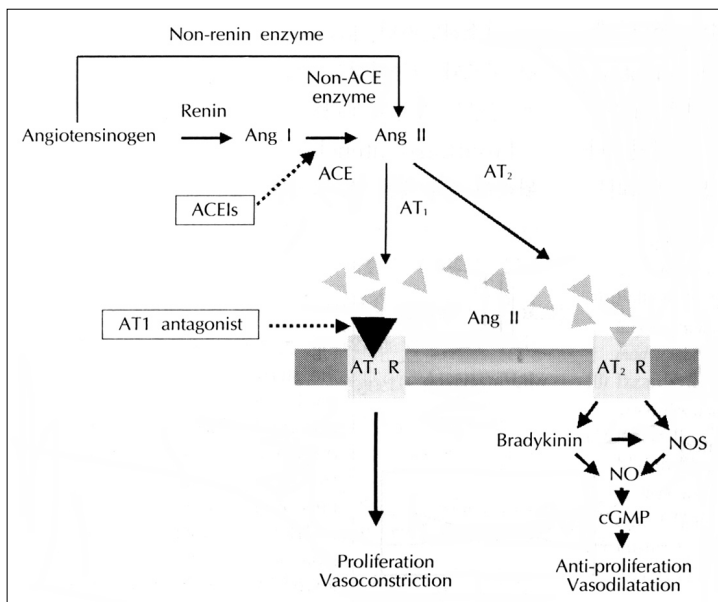 Non-renin enzyme
Non-ACE
enzyme
Renin
Angiotensinogen
Ang I
Ang II
ACE
AT₂
ACEIs
AT₁
AT1 antagonist
Ang II
AT₁ R
AT₂ R
Bradykinin
NOS
NO
cGMP
Proliferation
Vasoconstriction
Anti-proliferation
Vasodilatation